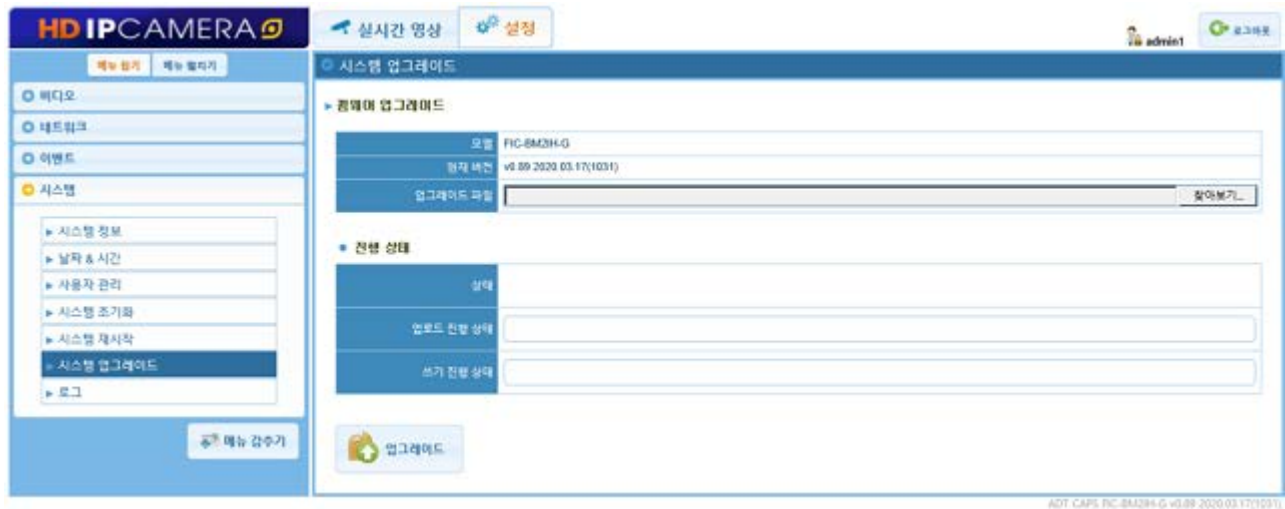 HD IPCAMERA
실시간 영상
설정
admin1
로그아웃
메뉴 접기
메뉴 펼치기
비디오
네트워크
이벤트
시스템
시스템 정보
날짜 & 시간
사용자 관리
시스템 초기화
시스템 재시작
시스템 업그레이드
로그
메뉴 감추기
시스템 업그레이드
펌웨어 업그레이드
모델 FIC-BM2IH-G
현재 버전 v0.89 2020.03.17(1031)
업그레이드 파일 찾아보기...
진행 상태
상태
업로드 진행 상태
쓰기 진행 상태
업그레이드
ADT CAPS FIC-BM2IH-G v0.89 2020.03.17(1031)